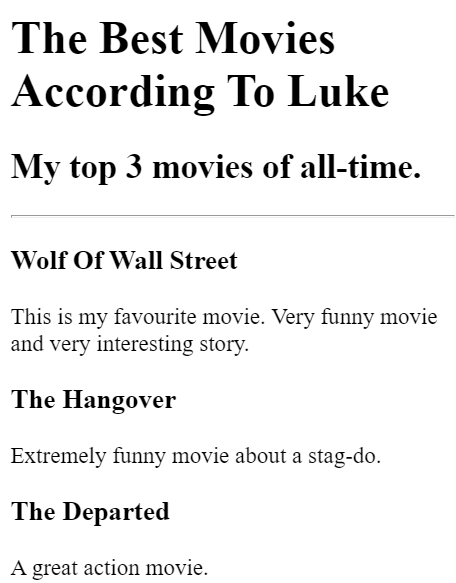 The Best Movies
According To Luke
My top 3 movies of all-time.
Wolf Of Wall Street
This is my favourite movie. Very funny movie
and very interesting story.
The Hangover
Extremely funny movie about a stag-do.
The Departed
A great action movie.